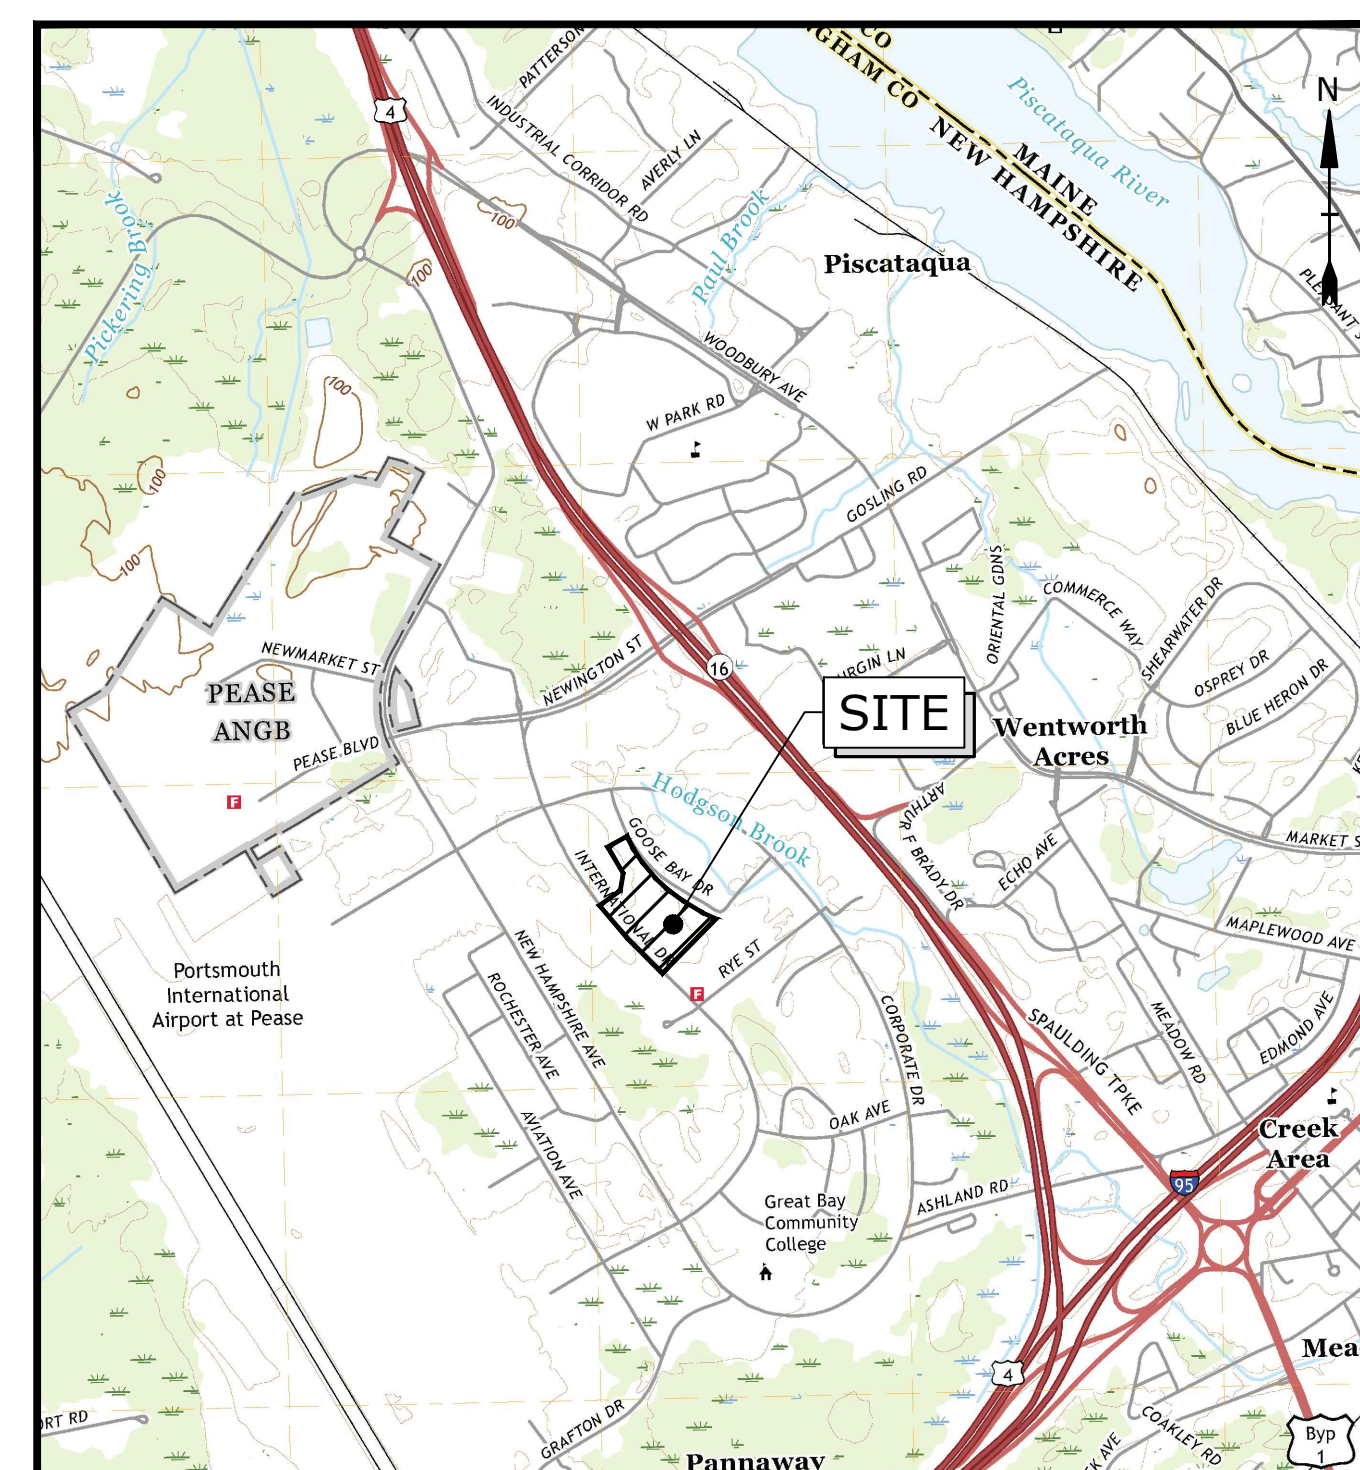 PATTERSON
CO
GHAM CO
Piscataqua River
N
4
INDUSTRIAL CORRIDOR RD
AVERLY LN
MAINE
NEW HAMPSHIRE
Pickering Brook
100
Paul Brook
Piscataqua
100
WOODBURY AVE
100
W PARK RD
100
GOSLING RD
100
ORIENTAL GDNS
COMMERCE WAY
SHEARWATER DR
NEWMARKET ST
NEWINGTON ST
16
OSPREY DR
BLUE HERON DR
PEASE
ANGB
SITE
Wentworth
Acres
PEASE BLVD
F
Hodgson Brook
GOOSE BAY DR
INTERNATIONAL DR
ARTHUR F BRADY DR
ECHO AVE
MARKET S
MAPLEWOOD AVE
RYE ST
F
NEW HAMPSHIRE AVE
Portsmouth
International
Airport at Pease
ROCHESTER AVE
CORPORATE DR
SPAULDING TPKE
MEADOW RD
EDMOND AVE
AVIATION AVE
OAK AVE
Creek
Area
95
ASHLAND RD
Great Bay
Community
College
Mea
4
ORT RD
GRAFTON DR
COAKLEY RD
Byp
1
Pannaway